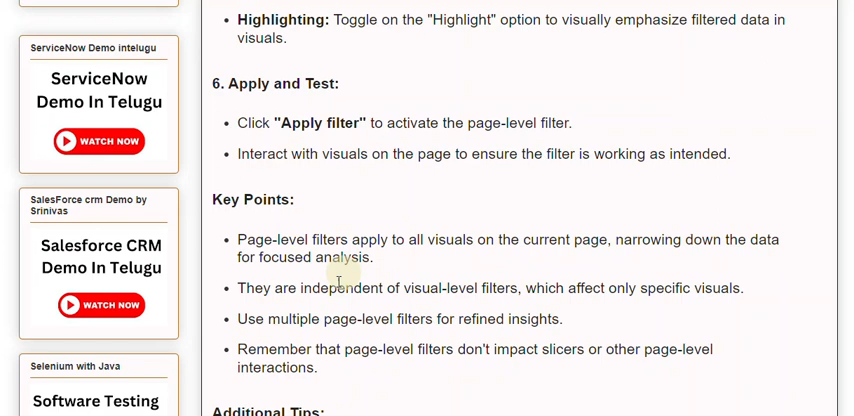 ServiceNow Demo intelugu
ServiceNow
Demo In Telugu
WATCH NOW
SalesForce crm Demo by
Srinivas
Salesforce CRM
Demo In Telugu
WATCH NOW
Selenium with Java
Software Testing
• Highlighting: Toggle on the "Highlight" option to visually emphasize filtered data in
visuals.
6. Apply and Test:
• Click "Apply filter" to activate the page-level filter.
• Interact with visuals on the page to ensure the filter is working as intended.
Key Points:
• Page-level filters apply to all visuals on the current page, narrowing down the data
for focused analysis.
• They are independent of visual-level filters, which affect only specific visuals.
• Use multiple page-level filters for refined insights.
• Remember that page-level filters don't impact slicers or other page-level
interactions.
Additional Tips: